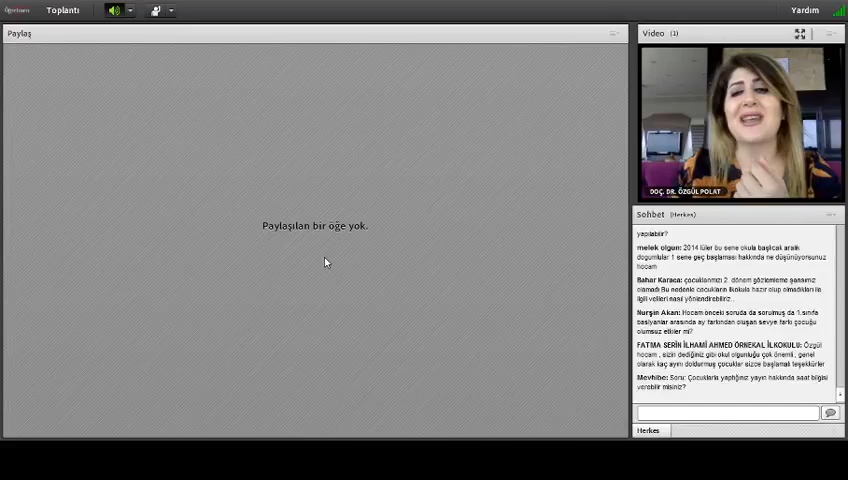 Öğretmen Toplantı Yardım
Paylaş
Paylaşılan bir öğe yok.
Video (1)
DOÇ. DR. ÖZGÜL POLAT
Sohbet (Herkes)
yapılabilir?
melek olgun: 2014 lüler bu sene okula başlıcak aralık
dogumlular 1 sene geç başlaması hakkında ne düşünüyorsunuz
hocam
Bahar Karaca: çocuklarımızı 2. dönem gözlemleme şansımız
olamadı Bu nedenle çocukların ilkokula hazır olup olmadıkları ile
ilgili velileri nasıl yönlendirebiliriz..
Nurşin Akan: Hocam önceki soruda da sorulmuş da 1.sınıfa
başlayanlar arasında ay farkından oluşan sevye farkı çocuğu
olumsuz etkiler mi?
FATMA SERİN İLHAMİ AHMED ÖRNEKAL İLKOKULU: Özgül
hocam , sizin dediğiniz gibi okul olgunluğu çok önemli , genel
olarak kaç ayını doldurmuş çocuklar sizce başlamalı teşekkürler
Mevhibe: Soru: Çocuklarla yaptığınız yayın hakkında saat bilgisi
verebilir misiniz?
Herkes